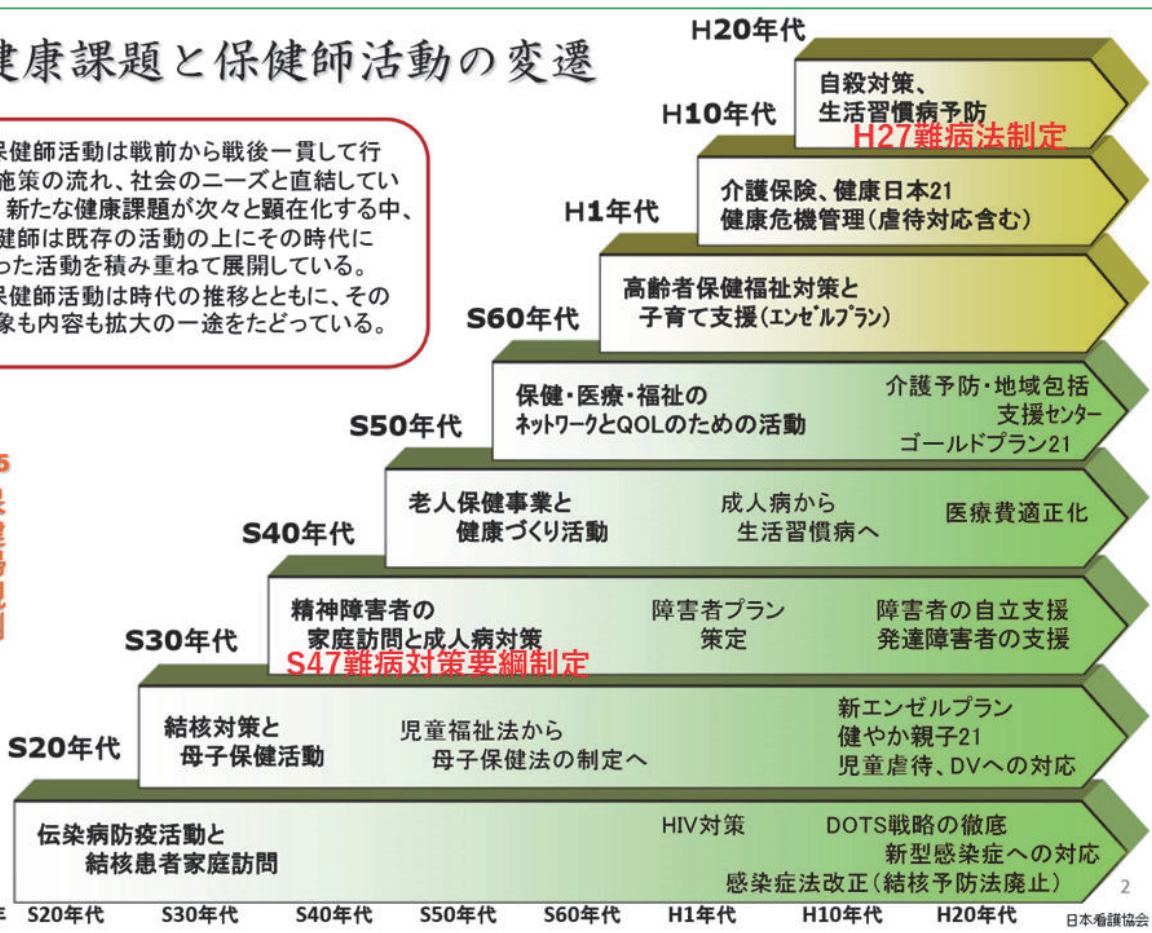 健康課題と保健師活動の変遷
保健師活動は戦前から戦後一貫して行
施策の流れ、社会のニーズと直結してい
新たな健康課題が次々と顕在化する中、
健師は既存の活動の上にその時代に
った活動を積み重ねて展開している。
保健師活動は時代の推移とともに、その
象も内容も拡大の一途をたどっている。
H20年代
自殺対策、
生活習慣病予防
H27難病法制定
H10年代
介護保険、健康日本21
健康危機管理(虐待対応含む)
H1年代
高齢者保健福祉対策と
子育て支援(エンゼルプラン)
S60年代
保健・医療・福祉の
ネットワークとQOLのための活動
介護予防・地域包括
支援センター
ゴールドプラン21
S50年代
老人保健事業と
健康づくり活動
成人病から
生活習慣病へ
医療費適正化
S40年代
精神障害者の
家庭訪問と成人病対策
S47難病対策要綱制定
障害者プラン
策定
障害者の自立支援
発達障害者の支援
S30年代
結核対策と
母子保健活動
児童福祉法から
母子保健法の制定へ
新エンゼルプラン
健やか親子21
児童虐待、DVへの対応
S20年代
伝染病防疫活動と
結核患者家庭訪問
HIV対策
DOTS戦略の徹底
新型感染症への対応
感染症法改正(結核予防法廃止)
2
年 S20年代 S30年代 S40年代 S50年代 S60年代 H1年代 H10年代 H20年代
日本看護協会